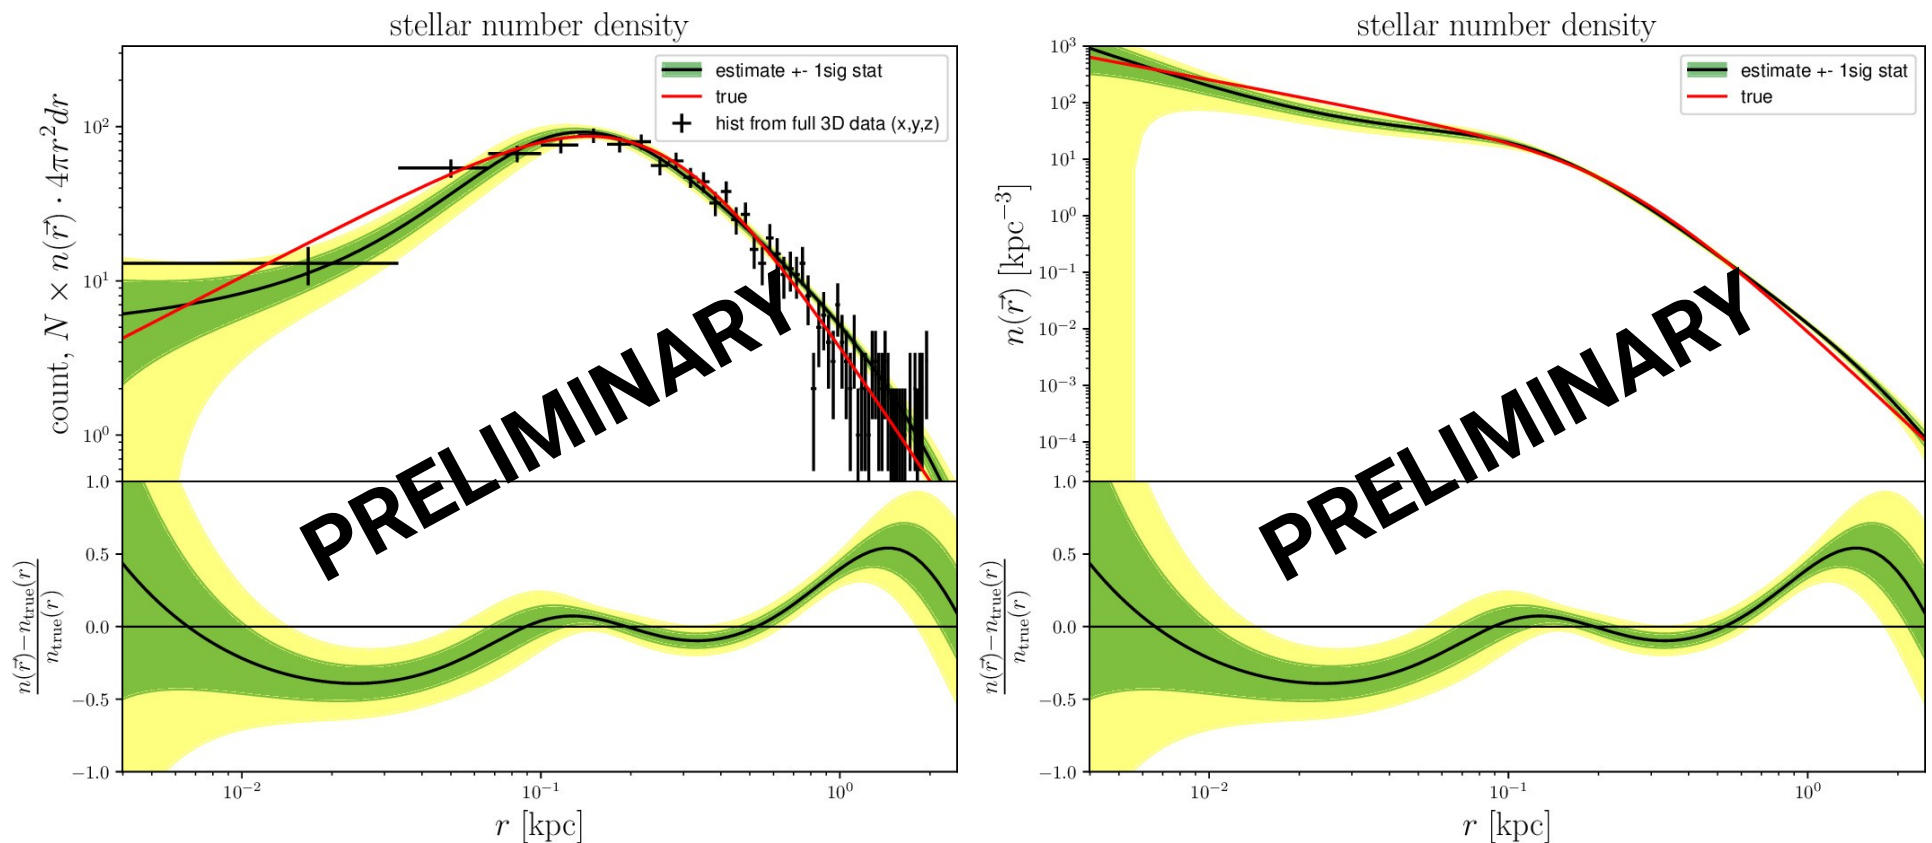 stellar number density
estimate +- 1sig stat
true
hist from full 3D data (x,y,z)
count, N × n(r⃗) · 4πr²dr
10²
10¹
10⁰
1.0
0.5
0.0
−0.5
−1.0
n(r⃗)−n_true(r)
n_true(r)
10⁻²
10⁻¹
10⁰
r [kpc]
PRELIMINARY
stellar number density
estimate +- 1sig stat
true
n(r⃗) [kpc⁻³]
10³
10²
10¹
10⁰
10⁻¹
10⁻²
10⁻³
10⁻⁴
1.0
0.5
0.0
−0.5
−1.0
n(r⃗)−n_true(r)
n_true(r)
10⁻²
10⁻¹
10⁰
r [kpc]
PRELIMINARY